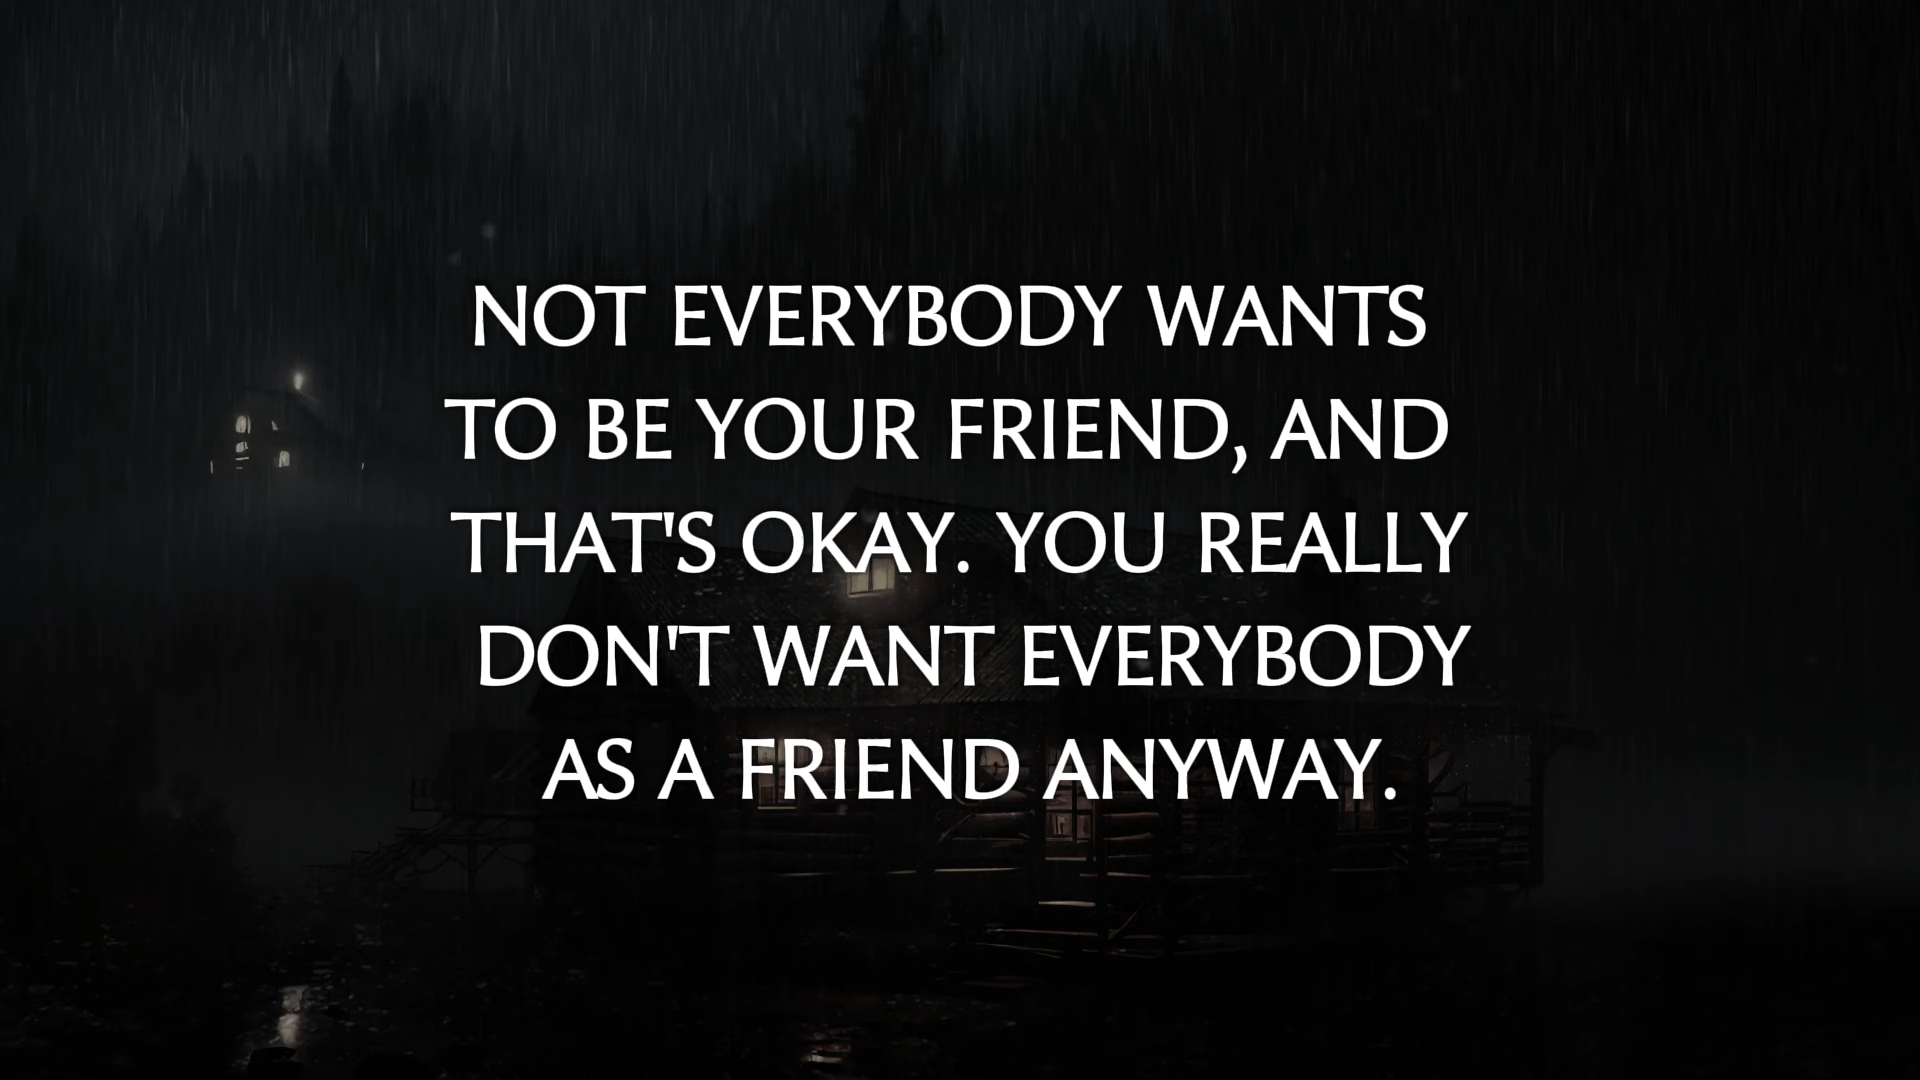 NOT EVERYBODY WANTS
TO BE YOUR FRIEND, AND
THAT'S OKAY. YOU REALLY
DON'T WANT EVERYBODY
AS A FRIEND ANYWAY.